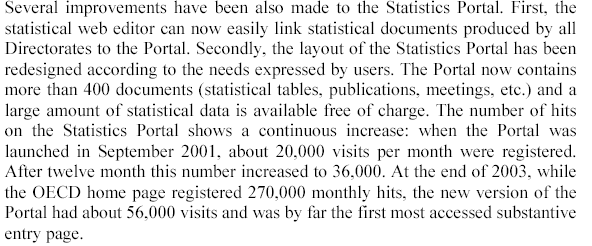 Several improvements have been also made to the Statistics Portal. First, the
statistical web editor can now easily link statistical documents produced by all
Directorates to the Portal. Secondly, the layout of the Statistics Portal has been
redesigned according to the needs expressed by users. The Portal now contains
more than 400 documents (statistical tables, publications, meetings, etc.) and a
large amount of statistical data is available free of charge. The number of hits
on the Statistics Portal shows a continuous increase: when the Portal was
launched in September 2001, about 20,000 visits per month were registered.
After twelve month this number increased to 36,000. At the end of 2003, while
the OECD home page registered 270,000 monthly hits, the new version of the
Portal had about 56,000 visits and was by far the first most accessed substantive
entry page.